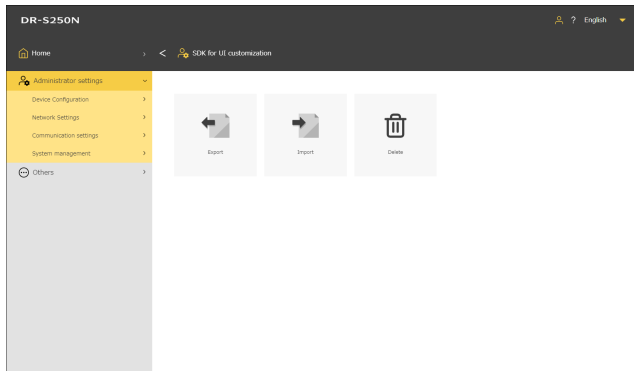 DR-S250N
? English
Home
SDK for UI customization
Administrator settings
Device Configuration
Network Settings
Communication settings
System management
Others
Export
Import
Delete